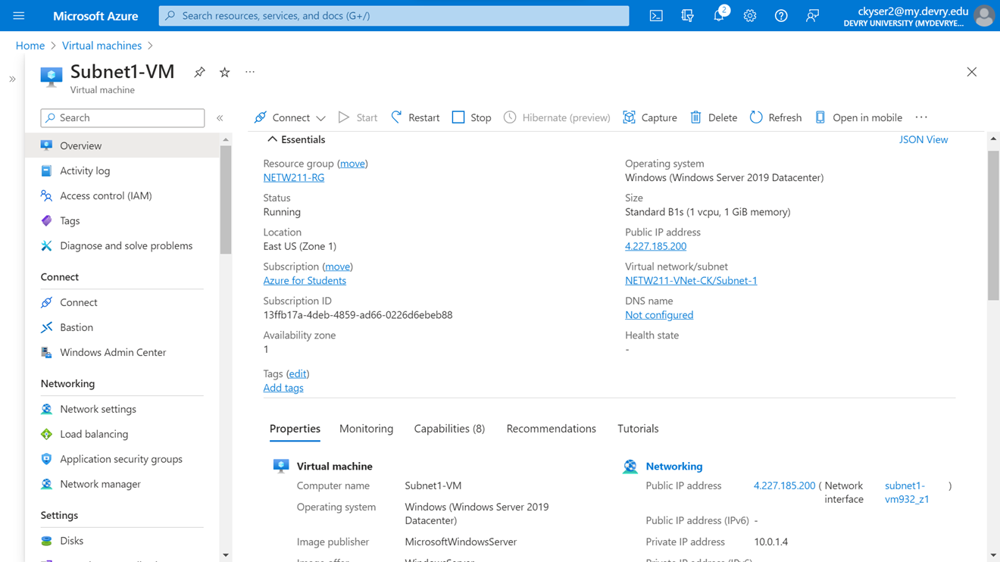 Microsoft Azure
Search resources, services, and docs (G+/)
2
ckyser2@my.devry.edu
DEVRY UNIVERSITY (MYDEVRYE...
Home > Virtual machines >
Subnet1-VM
Virtual machine
Search
Connect
Start
Restart
Stop
Hibernate (preview)
Capture
Delete
Refresh
Open in mobile
Overview
Activity log
Access control (IAM)
Tags
Diagnose and solve problems
Connect
Connect
Bastion
Windows Admin Center
Networking
Network settings
Load balancing
Application security groups
Network manager
Settings
Disks
Essentials
JSON View
Resource group (move)
NETW211-RG
Status
Running
Location
East US (Zone 1)
Subscription (move)
Azure for Students
Subscription ID
13ffb17a-4deb-4859-ad66-0226d6ebeb88
Availability zone
1
Operating system
Windows (Windows Server 2019 Datacenter)
Size
Standard B1s (1 vcpu, 1 GiB memory)
Public IP address
4.227.185.200
Virtual network/subnet
NETW211-VNet-CK/Subnet-1
DNS name
Not configured
Health state
-
Tags (edit)
Add tags
Properties
Monitoring
Capabilities (8)
Recommendations
Tutorials
Virtual machine
Computer name Subnet1-VM
Operating system Windows (Windows Server 2019
Datacenter)
Image publisher MicrosoftWindowsServer
Image offer WindowsServer
Networking
Public IP address 4.227.185.200 ( Network subnet1- )
interface vm932_z1
Public IP address (IPv6) -
Private IP address 10.0.1.4
Private IP address (IPv6)